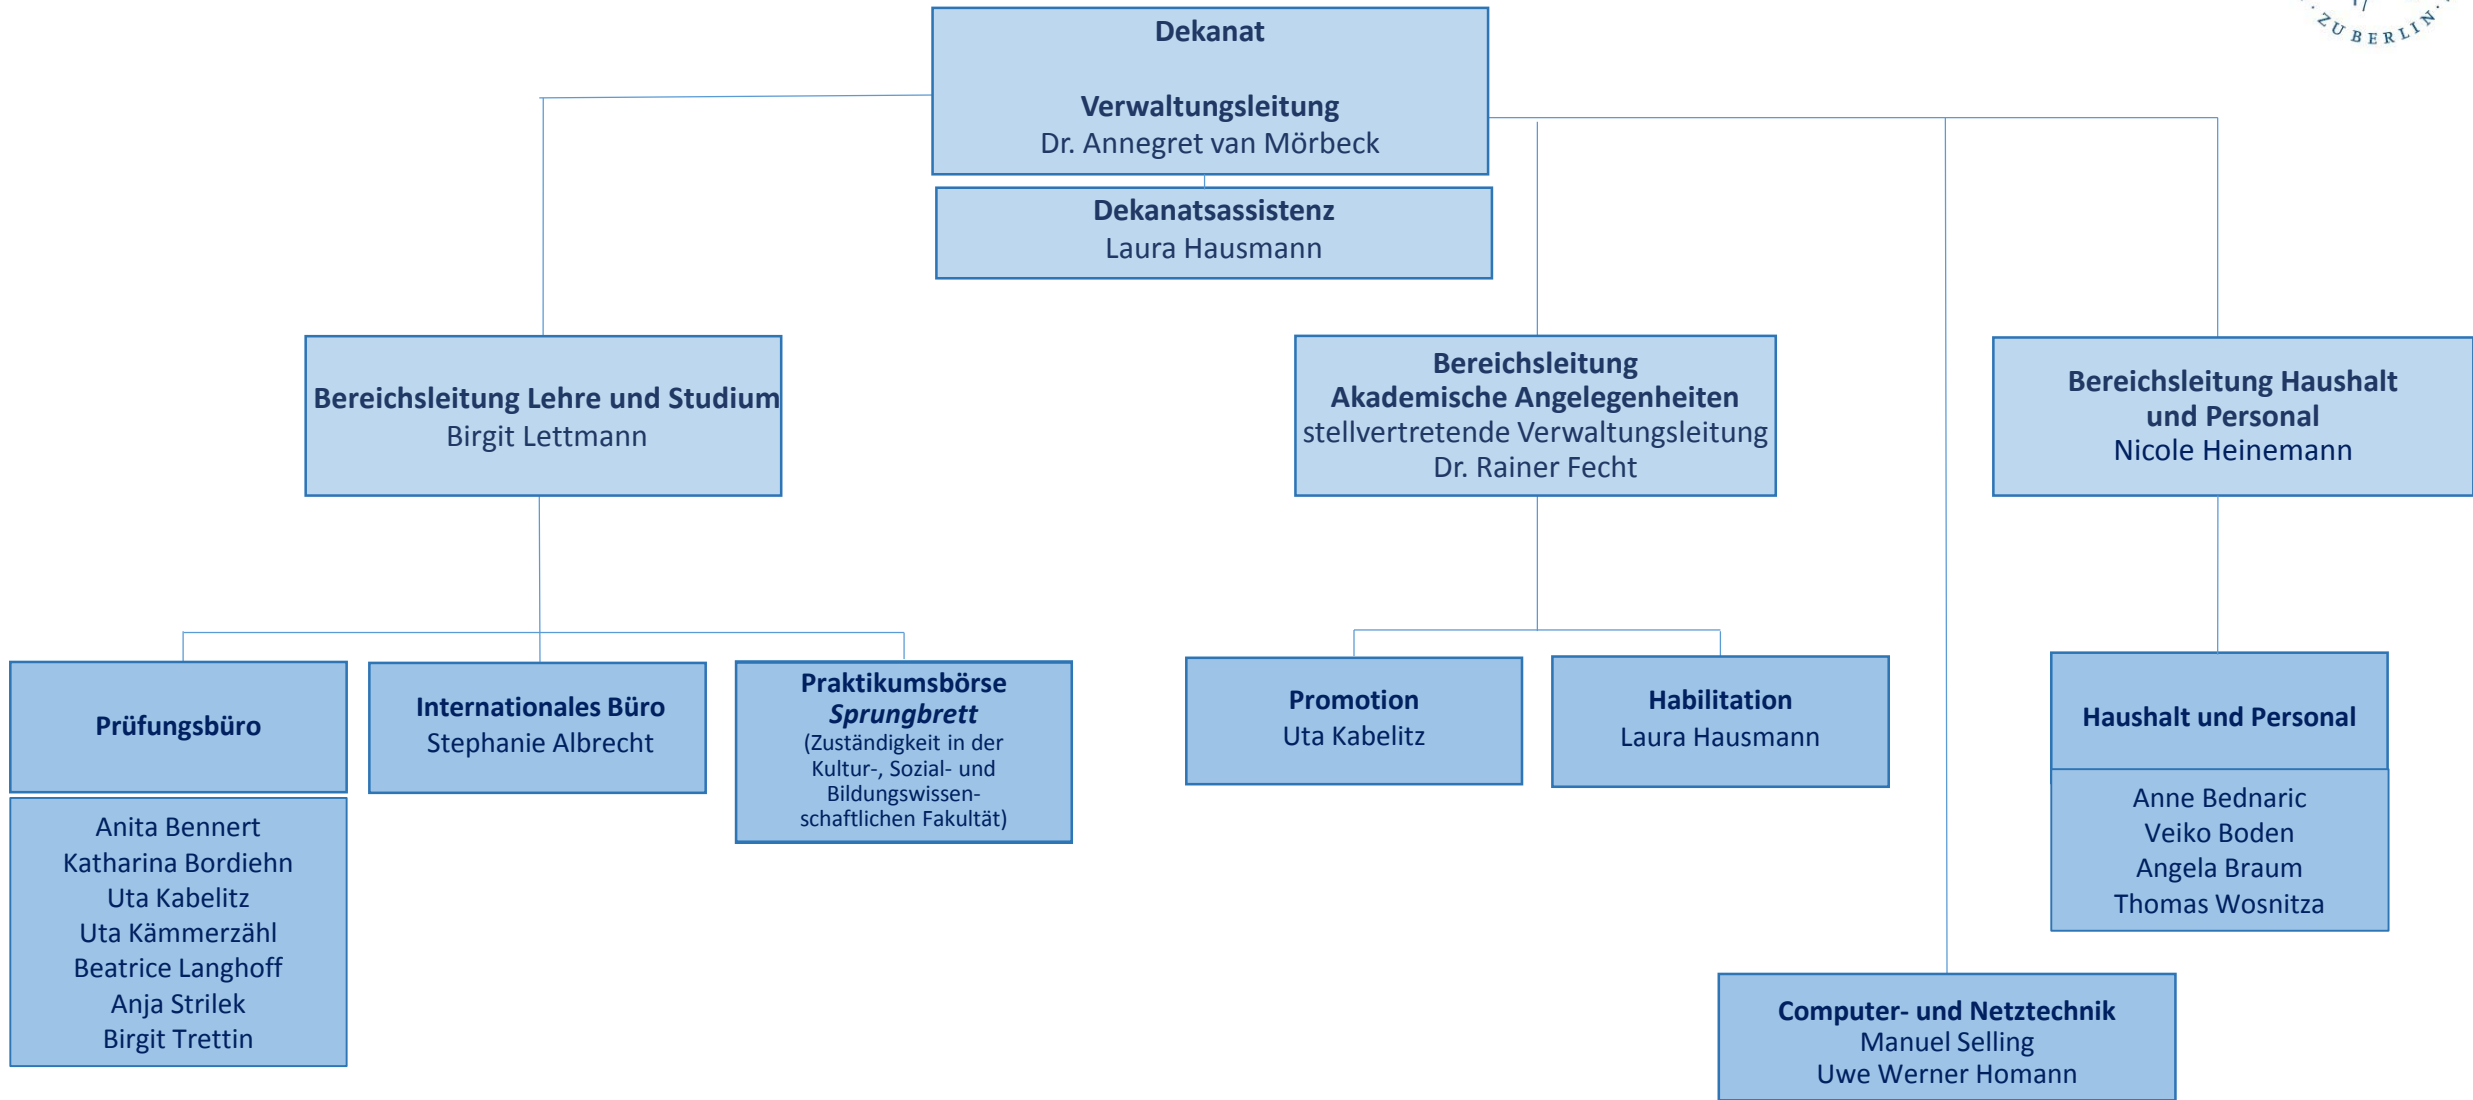 · ZU BERLIN ·
Dekanat
Verwaltungsleitung
Dr. Annegret van Mörbeck
Dekanatsassistenz
Laura Hausmann
Bereichsleitung Lehre und Studium
Birgit Lettmann
Bereichsleitung
Akademische Angelegenheiten
stellvertretende Verwaltungsleitung
Dr. Rainer Fecht
Bereichsleitung Haushalt
und Personal
Nicole Heinemann
Prüfungsbüro
Anita Bennert
Katharina Bordiehn
Uta Kabelitz
Uta Kämmerzähl
Beatrice Langhoff
Anja Strilek
Birgit Trettin
Internationales Büro
Stephanie Albrecht
Praktikumsbörse
Sprungbrett
(Zuständigkeit in der
Kultur-, Sozial- und
Bildungswissen-
schaftlichen Fakultät)
Promotion
Uta Kabelitz
Habilitation
Laura Hausmann
Haushalt und Personal
Anne Bednaric
Veiko Boden
Angela Braum
Thomas Wosnitza
Computer- und Netztechnik
Manuel Selling
Uwe Werner Homann